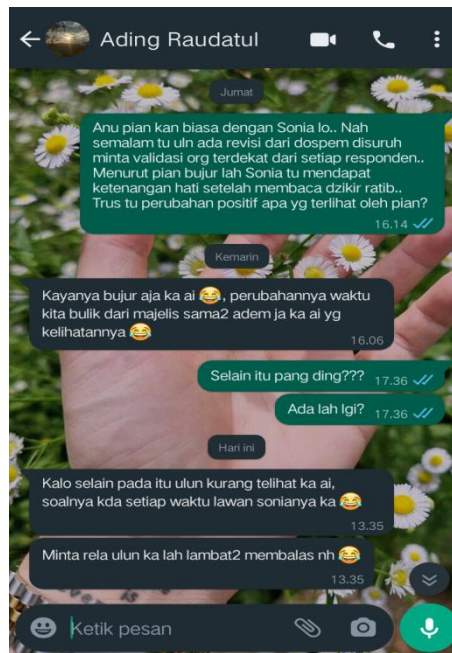 Ading Raudatul
Jumat
Anu pian kan biasa dengan Sonia lo.. Nah
semalam tu uln ada revisi dari dospem disuruh
minta validasi org terdekat dari setiap responden..
Menurut pian bujur lah Sonia tu mendapat
ketenangan hati setelah membaca dzikir ratib..
Trus tu perubahan positif apa yg terlihat oleh pian?
16.14
Kemarin
Kayanya bujur aja ka ai 😂, perubahannya waktu
kita bulik dari majelis sama2 adem ja ka ai yg
kelihatannya 😂
16.06
Selain itu pang ding??? 17.36
Ada lah lgi? 17.36
Hari ini
Kalo selain pada itu ulun kurang telihat ka ai,
soalnya kda setiap waktu lawan sonianya ka 😂
13.35
Minta rela ulun ka lah lambat2 membalas nh 😂
13.35
Ketik pesan